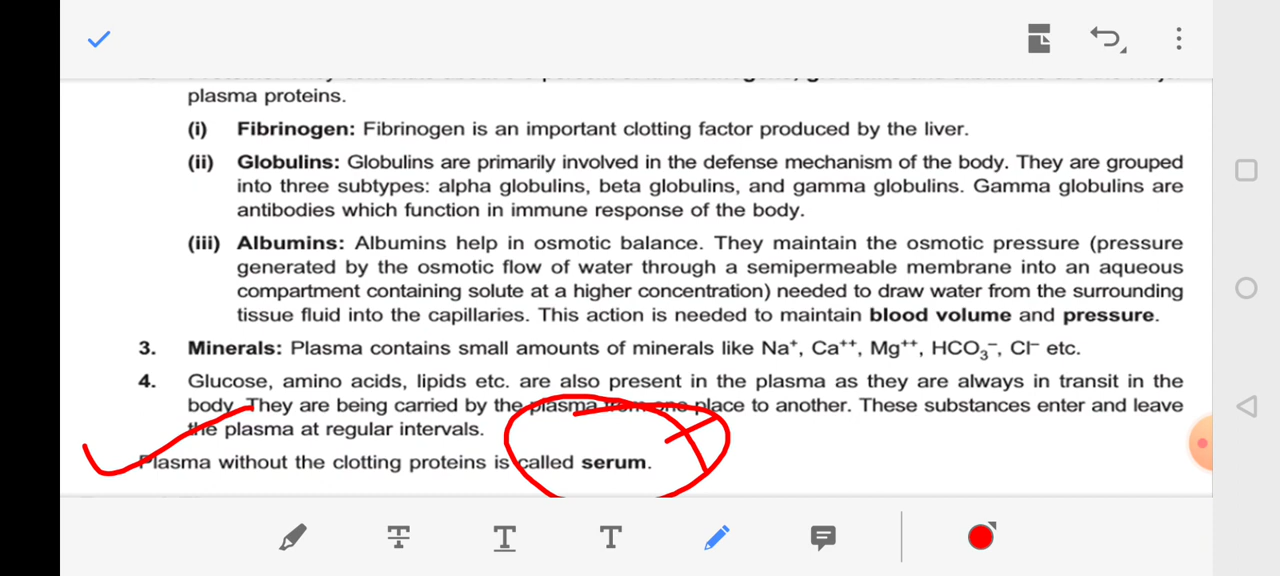 plasma proteins.
(i) Fibrinogen: Fibrinogen is an important clotting factor produced by the liver.
(ii) Globulins: Globulins are primarily involved in the defense mechanism of the body. They are grouped
into three subtypes: alpha globulins, beta globulins, and gamma globulins. Gamma globulins are
antibodies which function in immune response of the body.
(iii) Albumins: Albumins help in osmotic balance. They maintain the osmotic pressure (pressure
generated by the osmotic flow of water through a semipermeable membrane into an aqueous
compartment containing solute at a higher concentration) needed to draw water from the surrounding
tissue fluid into the capillaries. This action is needed to maintain blood volume and pressure.
3. Minerals: Plasma contains small amounts of minerals like Na⁺, Ca⁺⁺, Mg⁺⁺, HCO₃⁻, Cl⁻ etc.
4. Glucose, amino acids, lipids etc. are also present in the plasma as they are always in transit in the
body. They are being carried by the plasma from one place to another. These substances enter and leave
the plasma at regular intervals.
Plasma without the clotting proteins is called serum.